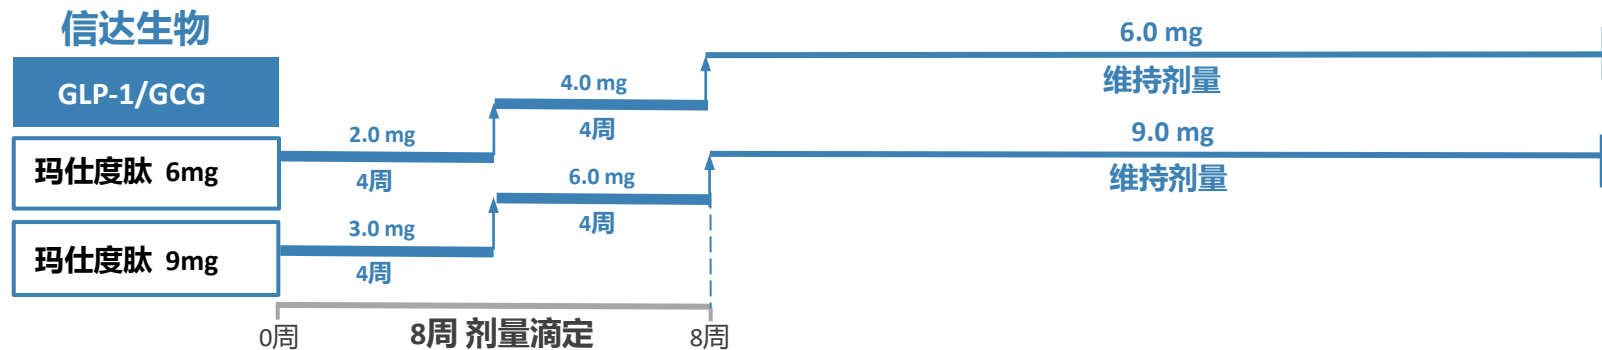 信达生物
GLP-1/GCG
玛仕度肽 6mg
2.0 mg
4周
4.0 mg
4周
6.0 mg
维持剂量
玛仕度肽 9mg
3.0 mg
4周
6.0 mg
4周
9.0 mg
维持剂量
0周
8周 剂量滴定
8周